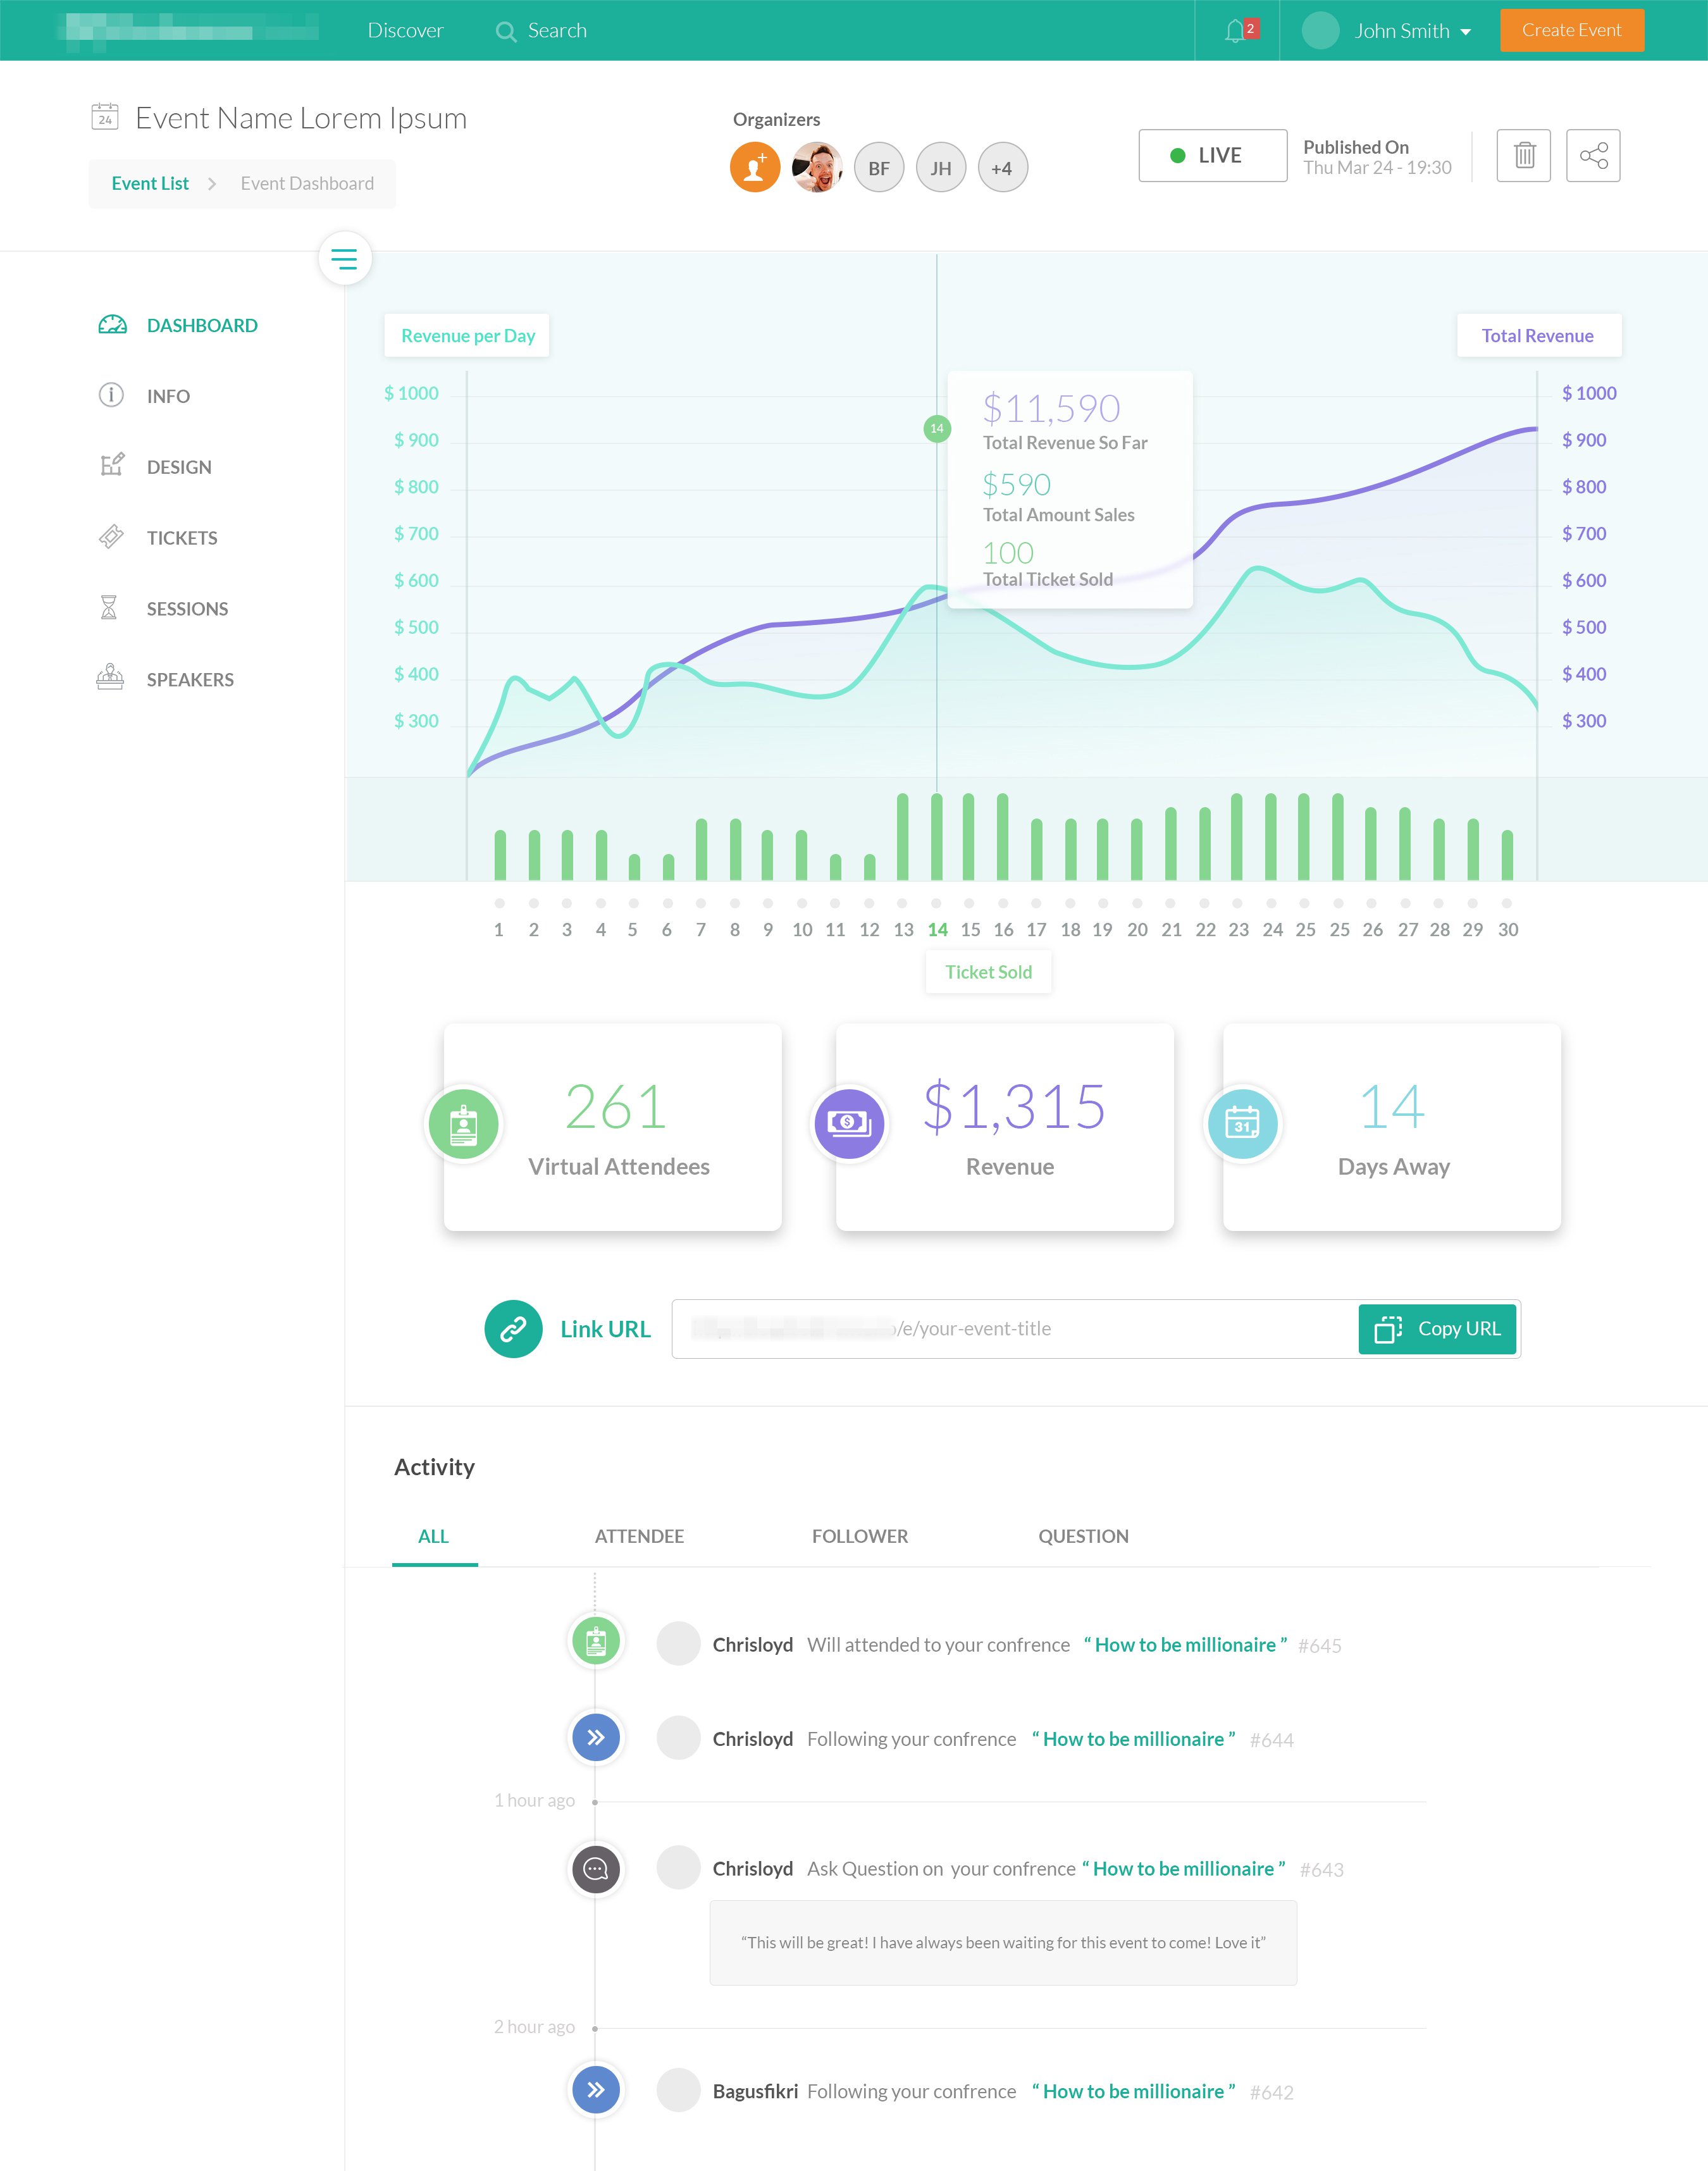 Discover
Search
2
John Smith
Create Event
24
Event Name Lorem Ipsum
Organizers
BF
JH
+4
LIVE
Published On
Thu Mar 24 - 19:30
Event List
Event Dashboard
DASHBOARD
INFO
DESIGN
TICKETS
SESSIONS
SPEAKERS
Revenue per Day
Total Revenue
$ 1000
$ 900
$ 800
$ 700
$ 600
$ 500
$ 400
$ 300
14
$11,590
Total Revenue So Far
$590
Total Amount Sales
100
Total Ticket Sold
$ 1000
$ 900
$ 800
$ 700
$ 600
$ 500
$ 400
$ 300
1 2 3 4 5 6 7 8 9 10 11 12 13 14 15 16 17 18 19 20 21 22 23 24 25 25 26 27 28 29 30
Ticket Sold
261
Virtual Attendees
$1,315
Revenue
31
14
Days Away
Link URL
/e/your-event-title
Copy URL
Activity
ALL
ATTENDEE
FOLLOWER
QUESTION
Chrisloyd Will attended to your confrence “ How to be millionaire ” #645
Chrisloyd Following your confrence “ How to be millionaire ” #644
1 hour ago
Chrisloyd Ask Question on your confrence “ How to be millionaire ” #643
“This will be great! I have always been waiting for this event to come! Love it”
2 hour ago
Bagusfikri Following your confrence “ How to be millionaire ” #642